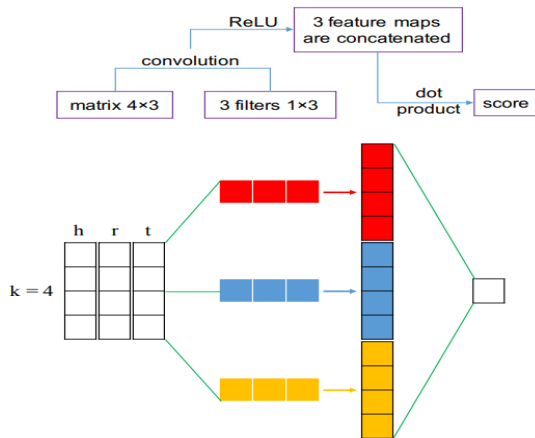 ReLU
3 feature maps
are concatenated
convolution
matrix 4×3
3 filters 1×3
dot
product
score
h r t
k = 4